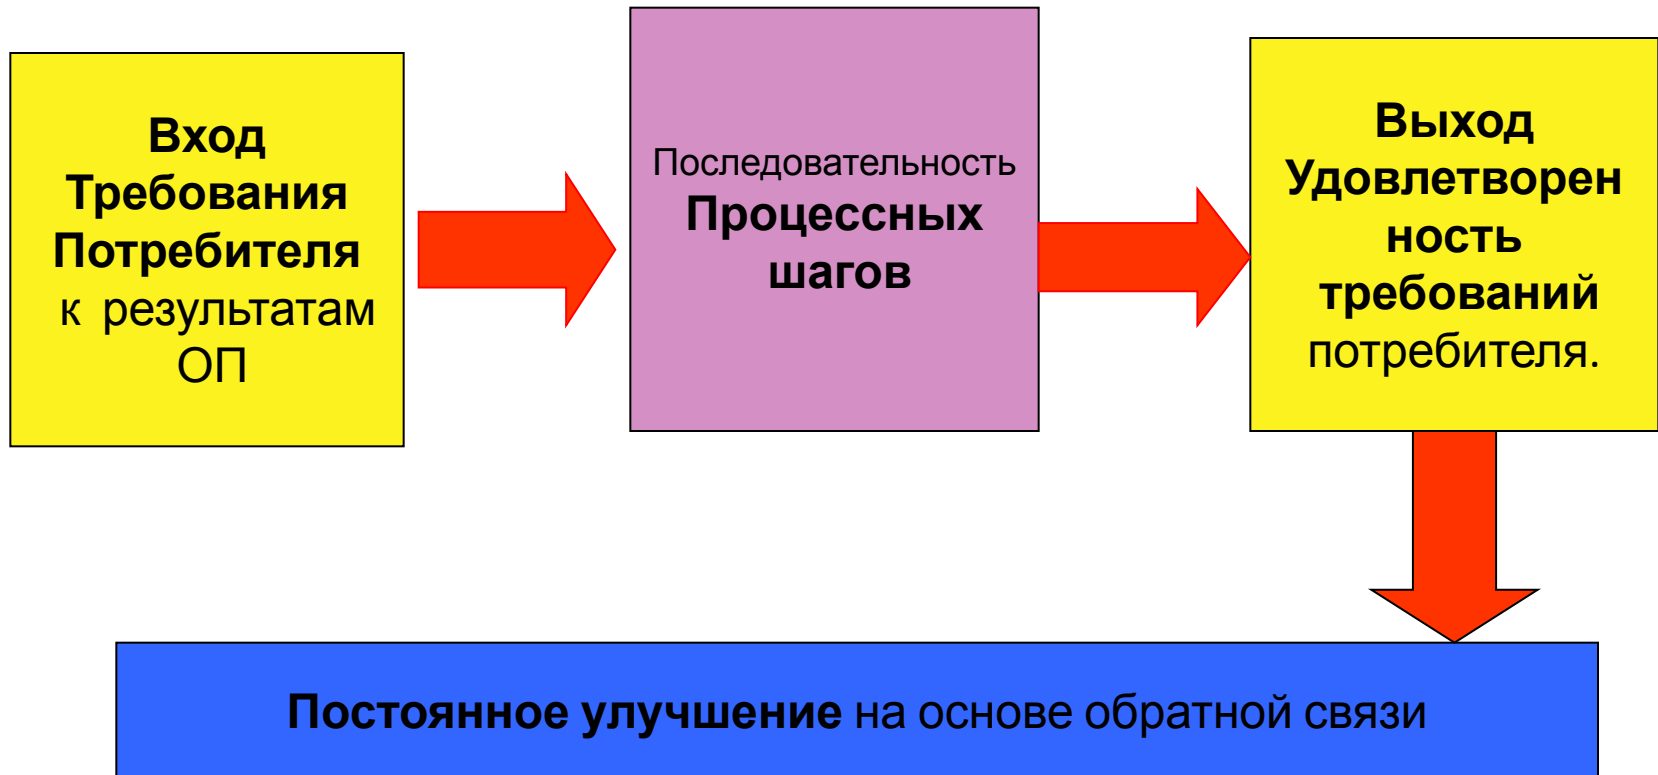 Вход
Требования
Потребителя
к результатам
ОП
Последовательность
Процессных
шагов
Выход
Удовлетворен
ность
требований
потребителя.
Постоянное улучшение на основе обратной связи